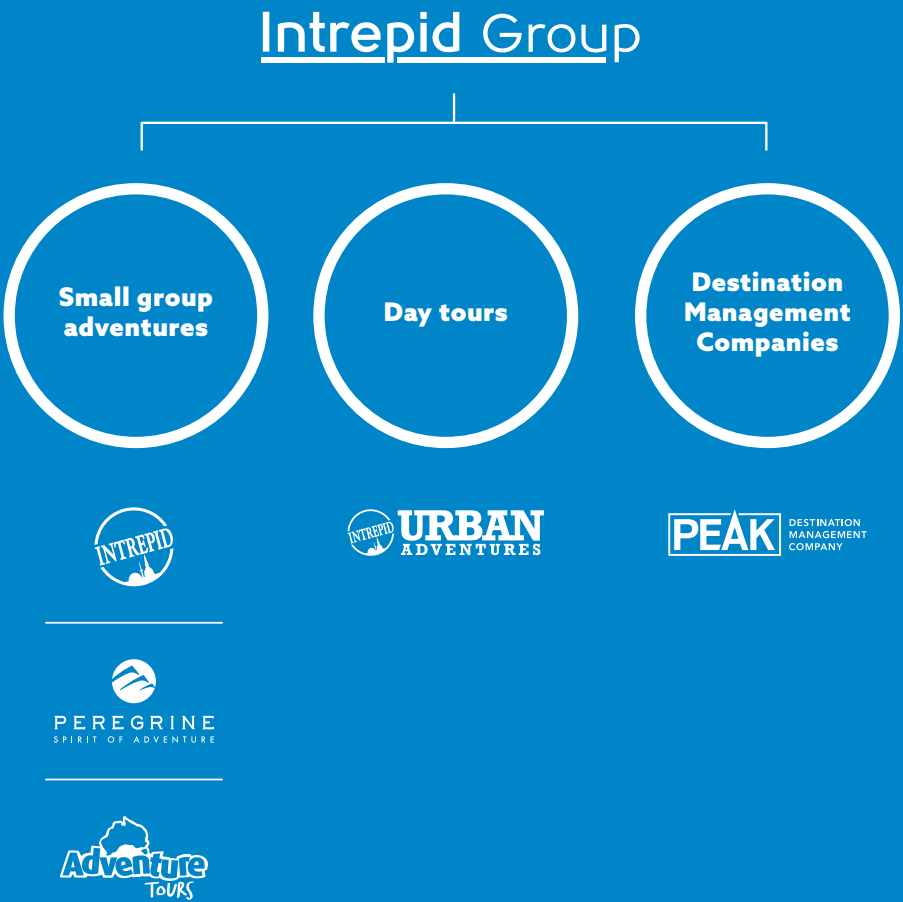 Intrepid Group
Small group
adventures
Day tours
Destination
Management
Companies
INTREPID
PEREGRINE
SPIRIT OF ADVENTURE
Adventure
TOURS
INTREPID
URBAN
ADVENTURES
PEAK
DESTINATION
MANAGEMENT
COMPANY